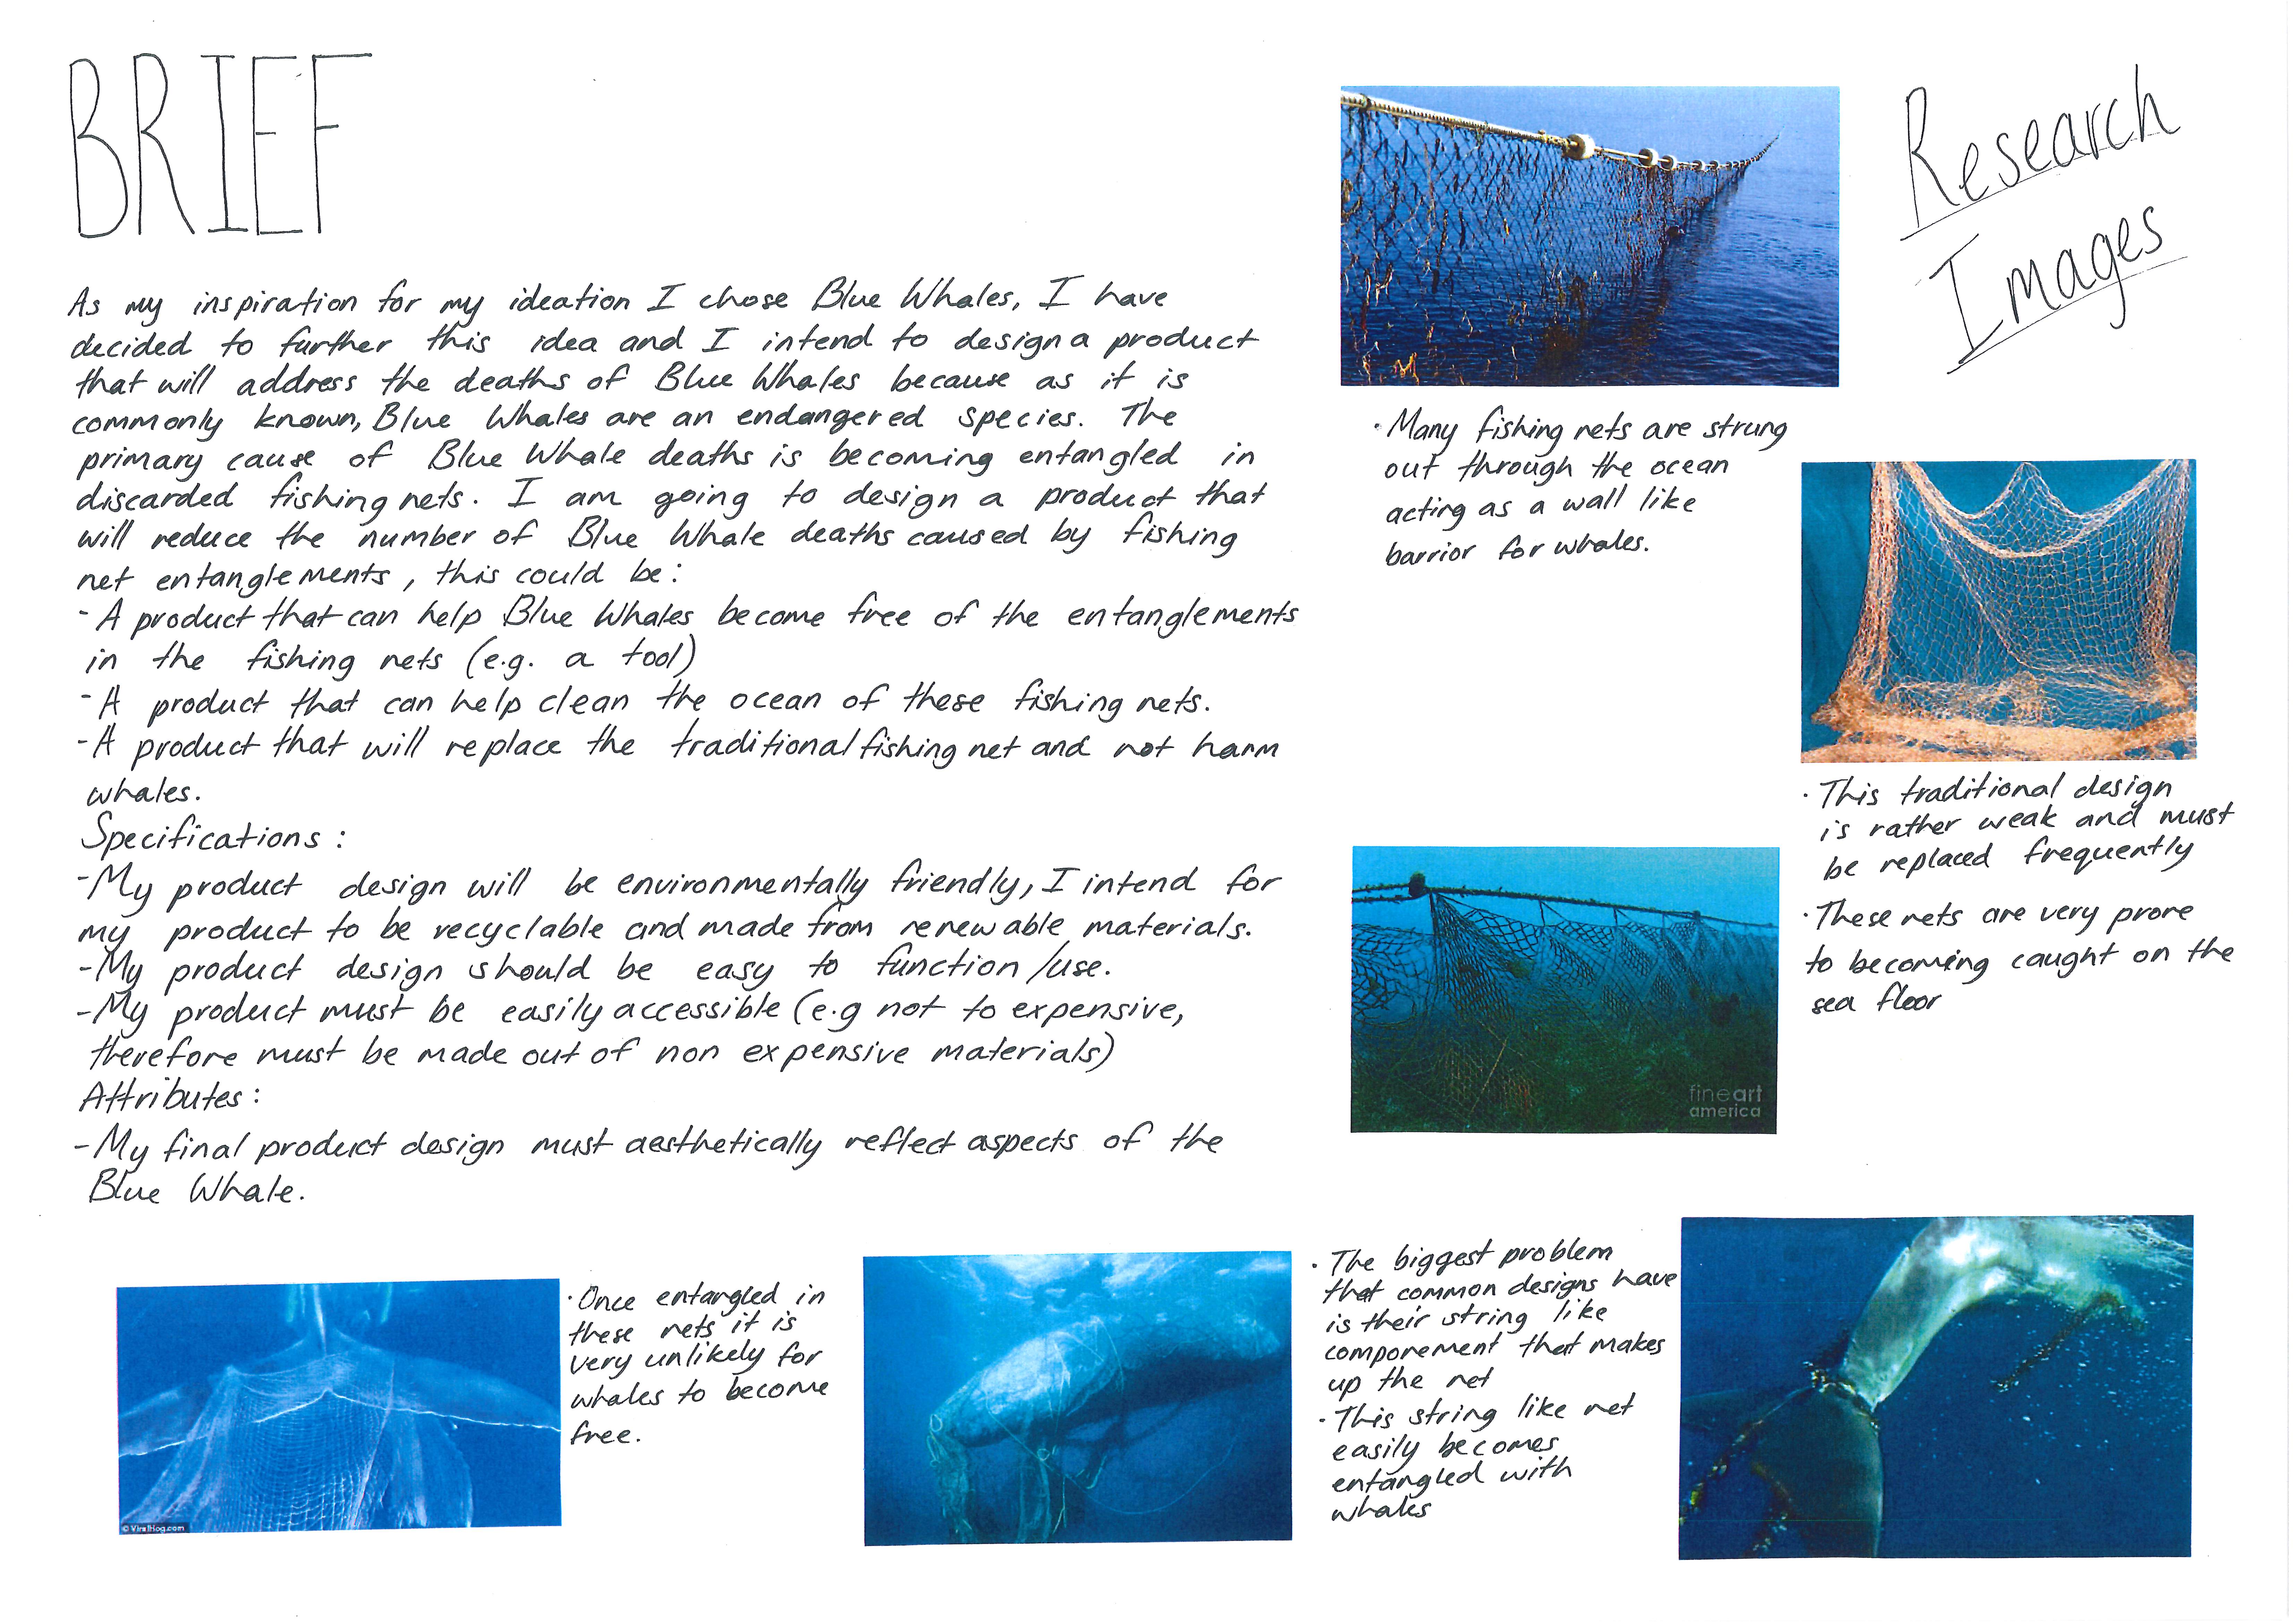 BRIEF
As my inspiration for my ideation I chose Blue Whales, I have
decided to further this idea and I intend to design a product
that will address the deaths of Blue Whales because as it is
commonly known, Blue Whales are an endangered species. The
primary cause of Blue Whale deaths is becoming entangled in
discarded fishing nets. I am going to design a product that
will reduce the number of Blue Whale deaths caused by fishing
net entanglements, this could be:
- A product that can help Blue Whales become free of the entanglements
in the fishing nets (e.g. a tool)
- A product that can help clean the ocean of these fishing nets.
- A product that will replace the traditional fishing net and not harm
whales.
Specifications:
- My product design will be environmentally friendly, I intend for
my product to be recyclable and made from renewable materials.
- My product design should be easy to function/use.
- My product must be easily accessible (e.g not to expensive,
therefore must be made out of non expensive materials)
Attributes:
- My final product design must aesthetically reflect aspects of the
Blue Whale.
Research
Images
· Many fishing nets are strung
out through the ocean
acting as a wall like
barrior for whales.
· This traditional design
is rather weak and must
be replaced frequently
· These nets are very prone
to becoming caught on the
sea floor
fineart
america
· Once entangled in
these nets it is
very unlikely for
whales to become
free.
© ViralHog.com
· The biggest problem
that common designs have
is their string like
componement that makes
up the net
· This string like net
easily becomes
entangled with
whales